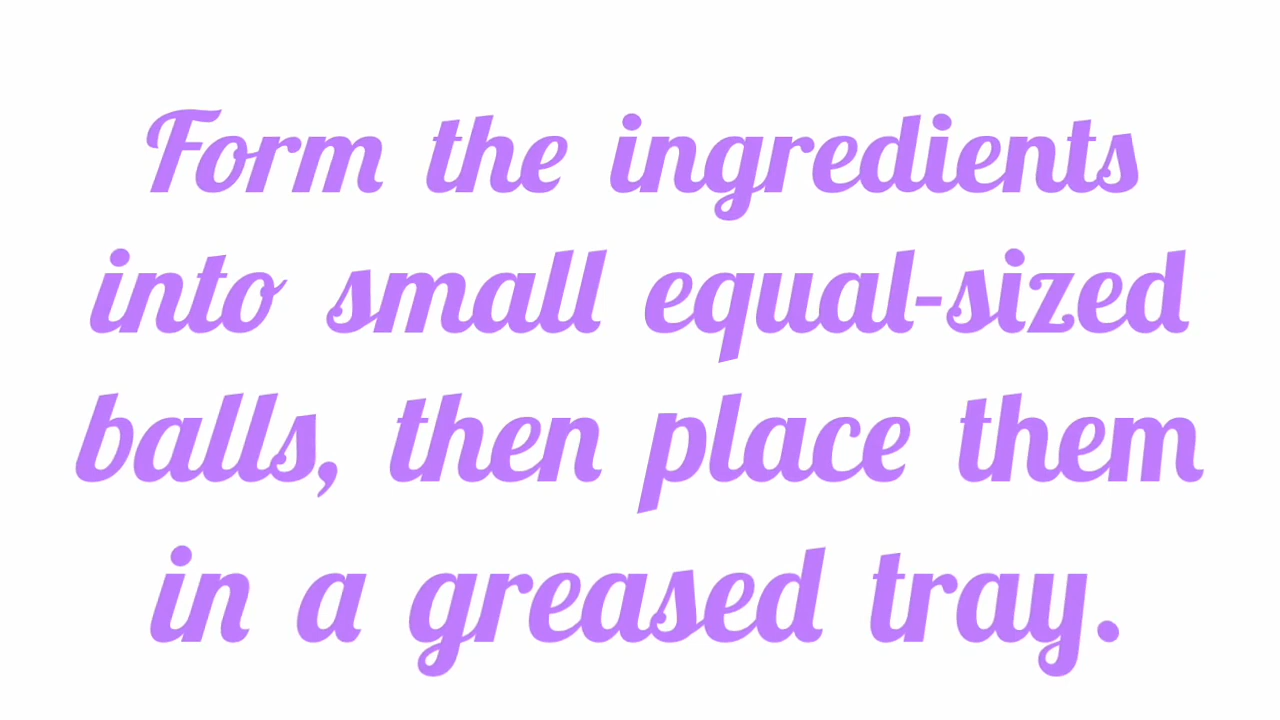 Form the ingredients
into small equal-sized
balls, then place them
in a greased tray.